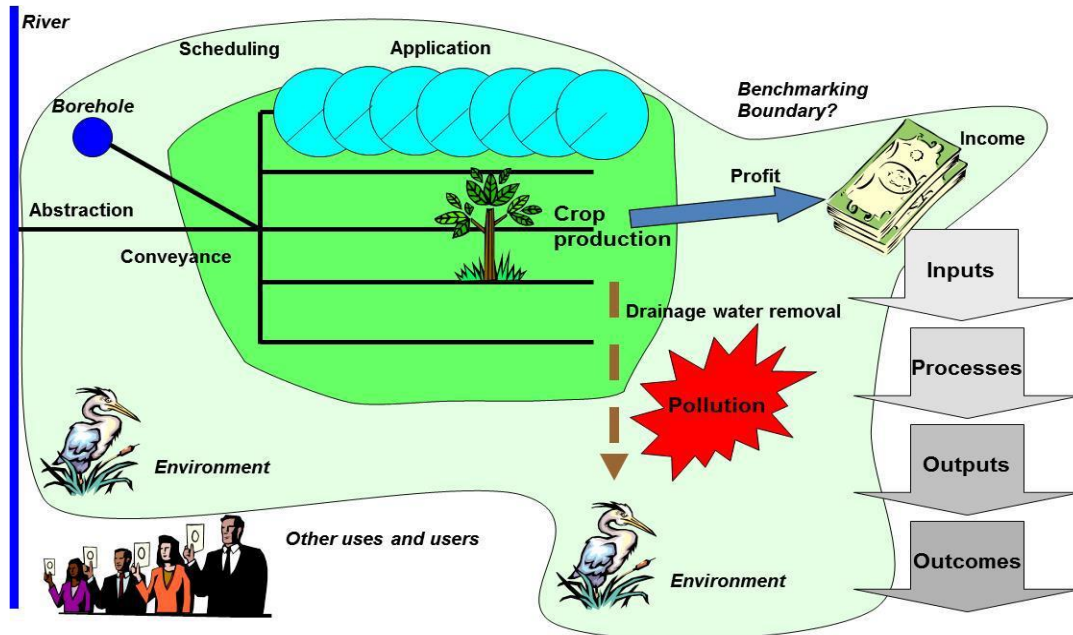 River
Scheduling
Application
Borehole
Benchmarking
Boundary?
Income
Profit
Abstraction
Crop
production
Conveyance
Inputs
Drainage water removal
Processes
Pollution
Environment
Outputs
Other uses and users
Environment
Outcomes